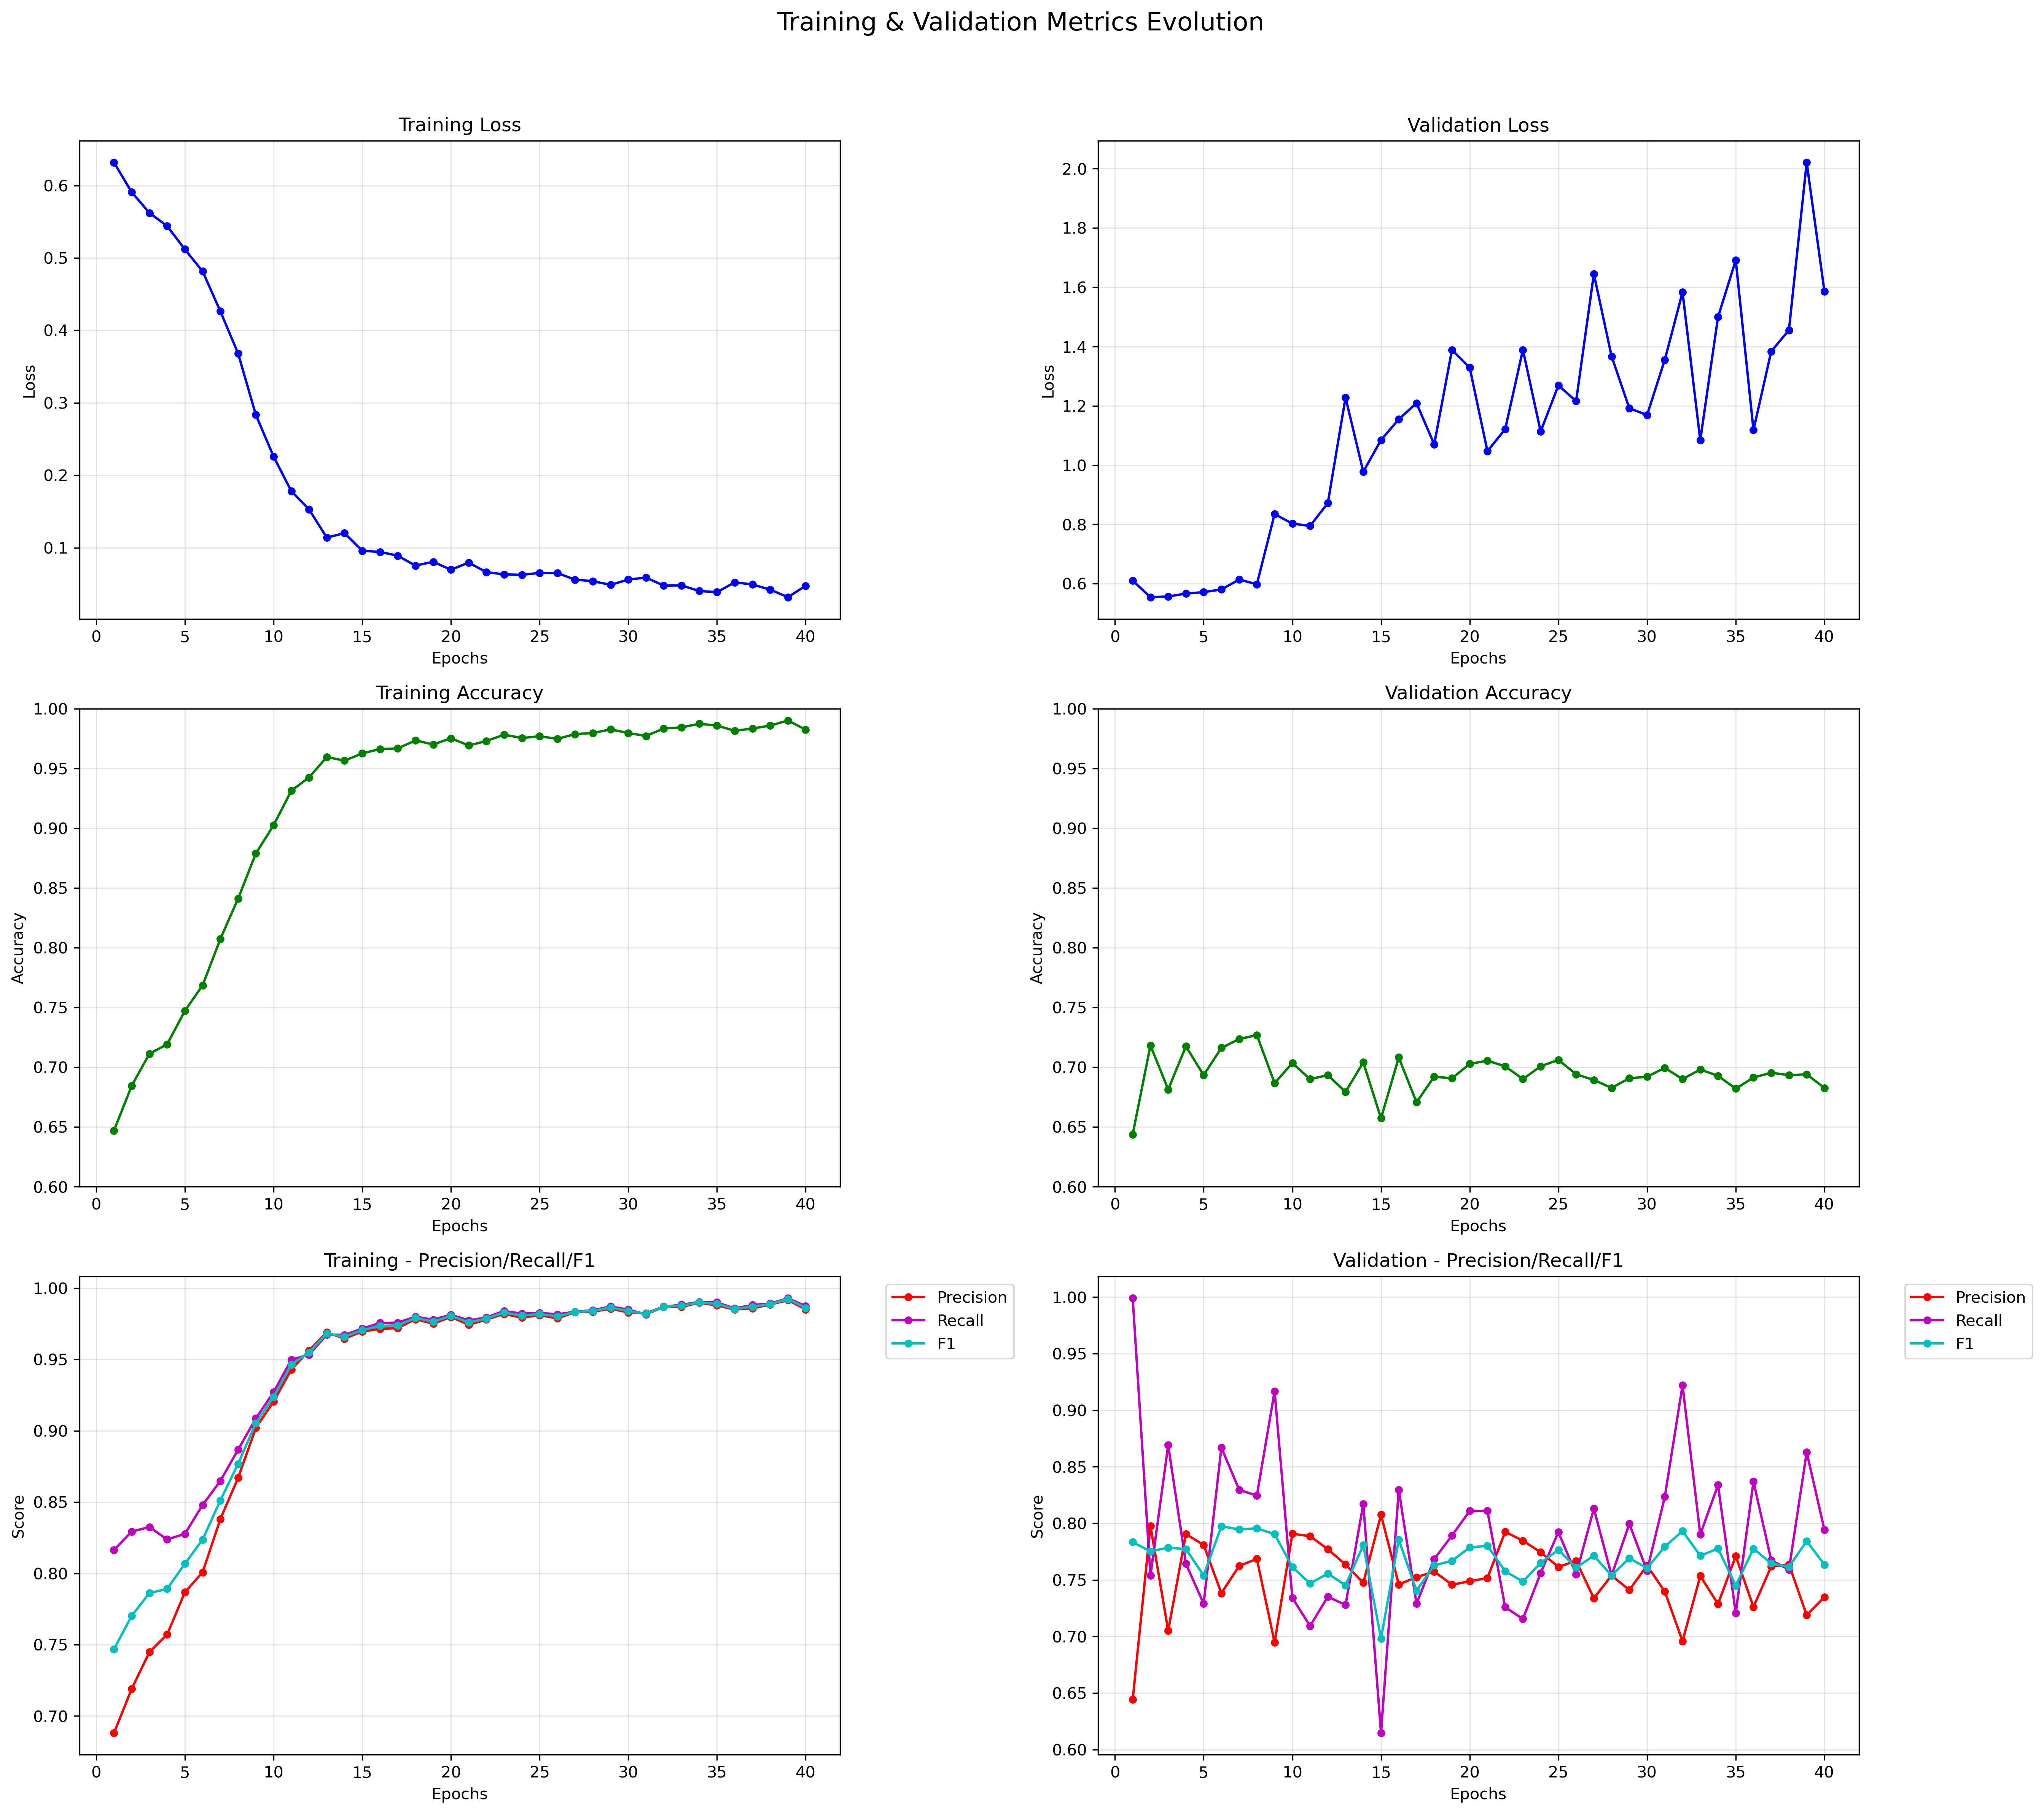 Training & Validation Metrics Evolution
Training Loss
Loss
0.6
0.5
0.4
0.3
0.2
0.1
0 5 10 15 20 25 30 35 40
Epochs
Validation Loss
Loss
2.0
1.8
1.6
1.4
1.2
1.0
0.8
0.6
0 5 10 15 20 25 30 35 40
Epochs
Training Accuracy
Accuracy
1.00
0.95
0.90
0.85
0.80
0.75
0.70
0.65
0.60
0 5 10 15 20 25 30 35 40
Epochs
Validation Accuracy
Accuracy
1.00
0.95
0.90
0.85
0.80
0.75
0.70
0.65
0.60
0 5 10 15 20 25 30 35 40
Epochs
Training - Precision/Recall/F1
Score
1.00
0.95
0.90
0.85
0.80
0.75
0.70
0 5 10 15 20 25 30 35 40
Epochs
Precision
Recall
F1
Validation - Precision/Recall/F1
Score
1.00
0.95
0.90
0.85
0.80
0.75
0.70
0.65
0.60
0 5 10 15 20 25 30 35 40
Epochs
Precision
Recall
F1